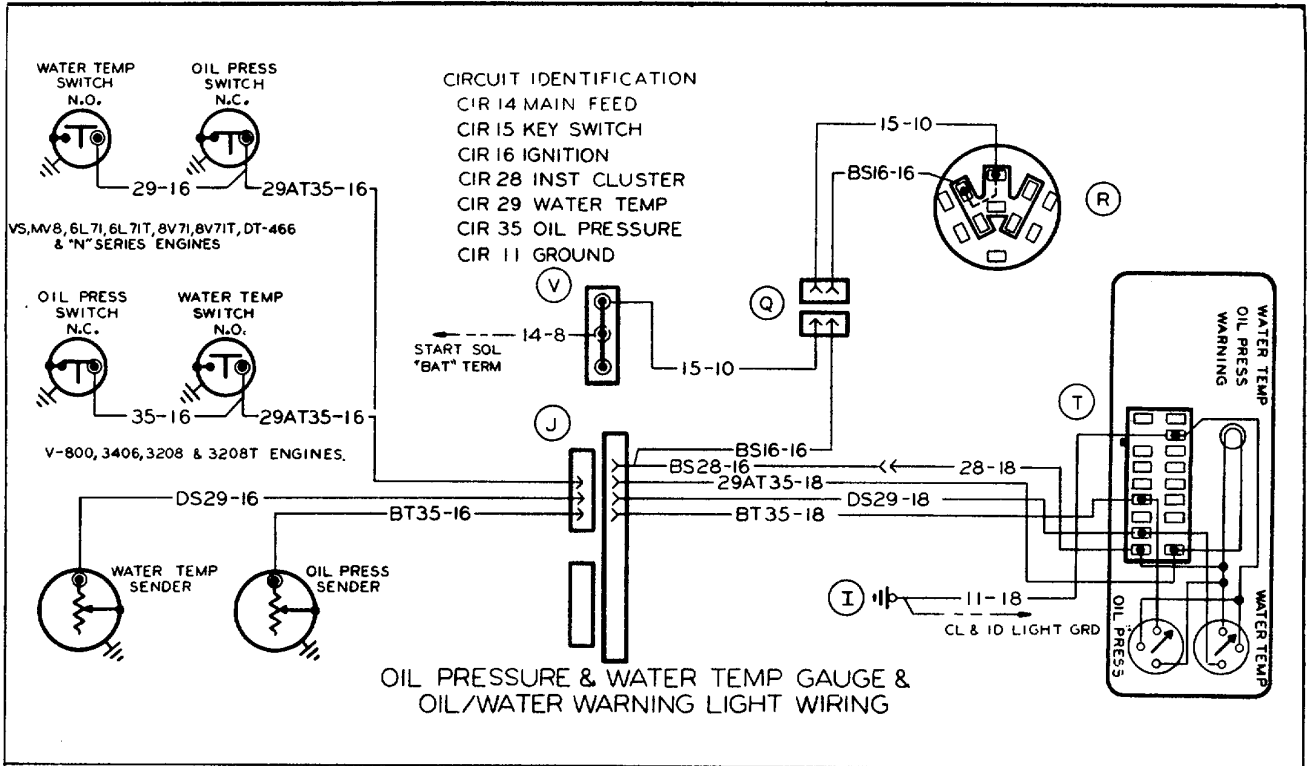 WATER TEMP
SWITCH
N.O.
OIL PRESS
SWITCH
N.C.
29-16
29AT35-16
VS,MV8,6L71,6L71T,8V71,8V71T,DT-466
& "N" SERIES ENGINES
OIL PRESS
SWITCH
N.C.
WATER TEMP
SWITCH
N.O.
35-16
29AT35-16
V-800,3406,3208 & 3208T ENGINES.
CIRCUIT IDENTIFICATION
CIR 14 MAIN FEED
CIR 15 KEY SWITCH
CIR 16 IGNITION
CIR 28 INST CLUSTER
CIR 29 WATER TEMP
CIR 35 OIL PRESSURE
CIR 11 GROUND
15-10
BS16-16
R
V
14-8
START SOL
"BAT" TERM
15-10
Q
J
BS16-16
BS28-16
28-18
29AT35-18
DS29-16
DS29-18
BT35-16
BT35-18
T
WATER TEMP
OIL PRESS
WARNING
WATER TEMP
SENDER
OIL PRESS
SENDER
I
11-18
CL & ID LIGHT GRD
OIL PRESS
WATER TEMP
OIL PRESSURE & WATER TEMP GAUGE &
OIL/WATER WARNING LIGHT WIRING